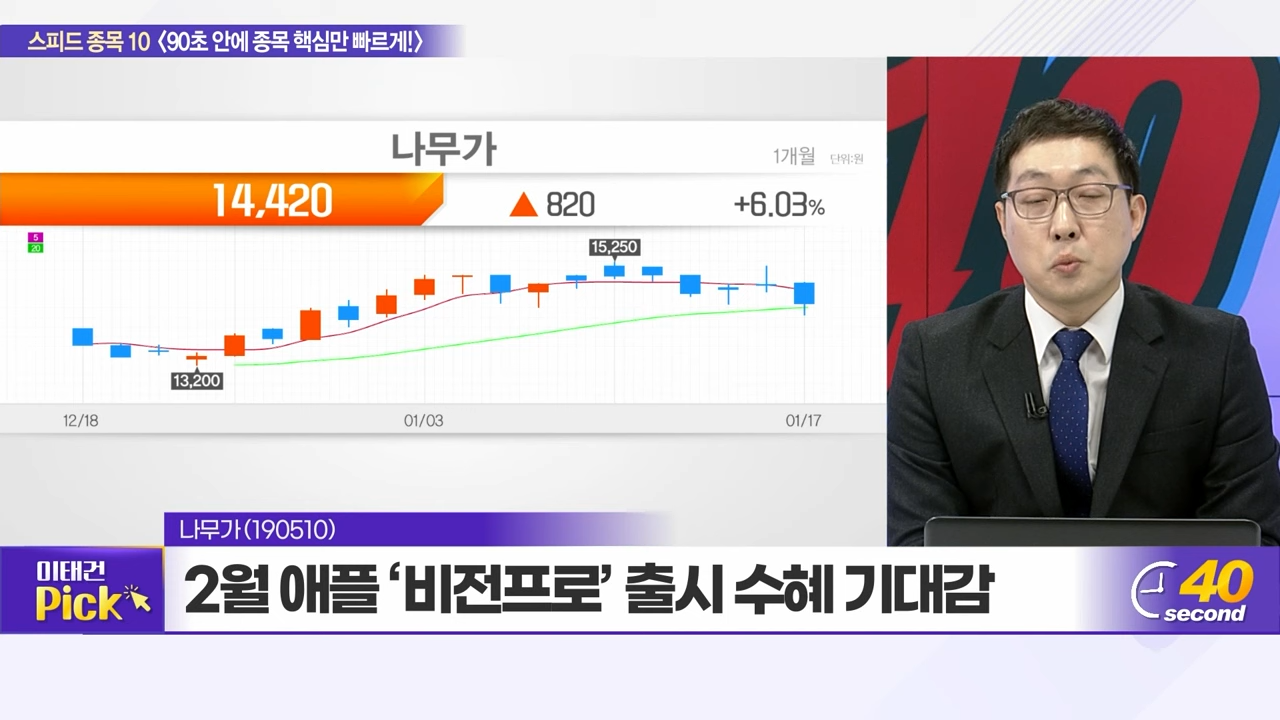 스피드 종목 10 〈90초 안에 종목 핵심만 빠르게!〉
나무가
1개월 단위:원
14,420 ▲ 820 +6.03%
5
20
15,250
13,200
12/18 01/03 01/17
나무가(190510)
이태건
Pick
2월 애플 ‘비전프로’ 출시 수혜 기대감
40
second
10